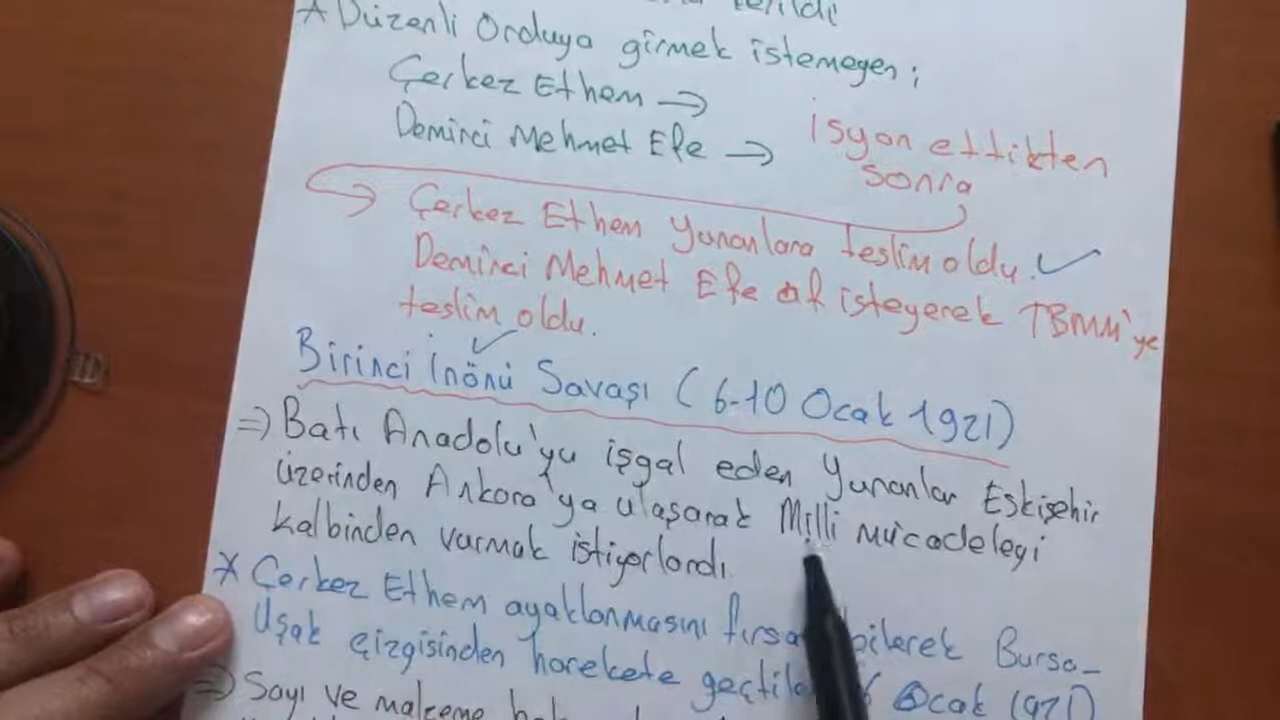 verildi
* Düzenli Orduya girmek istemeyen;
Çerkez Ethem →
Demirci Mehmet Efe →
isyan ettikten
sonra
→ Çerkez Ethem Yunanlara teslim oldu. ✓
Demirci Mehmet Efe af isteyerek TBMM'ye
teslim oldu.
Birinci İnönü Savaşı (6-10 Ocak 1921)
⇒ Batı Anadolu'yu işgal eden Yunanlar Eskişehir
üzerinden Ankara'ya ulaşarak Milli mücadeleyi
kalbinden vurmak istiyorlardı.
* Çerkez Ethem ayaklanmasını bilerek Bursa-
Uşak çizgisinden harekete 6 Ocak 1921)
⇒ Sayı ve malzeme